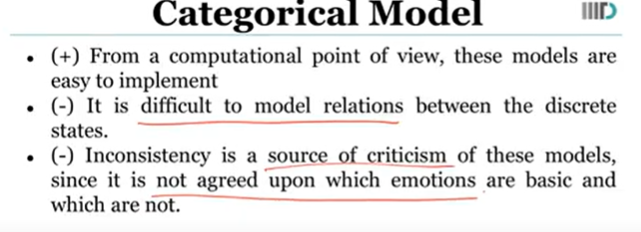 Categorical Model
• (+) From a computational point of view, these models are
easy to implement
• (-) It is difficult to model relations between the discrete
states.
• (-) Inconsistency is a source of criticism of these models,
since it is not agreed upon which emotions are basic and
which are not.